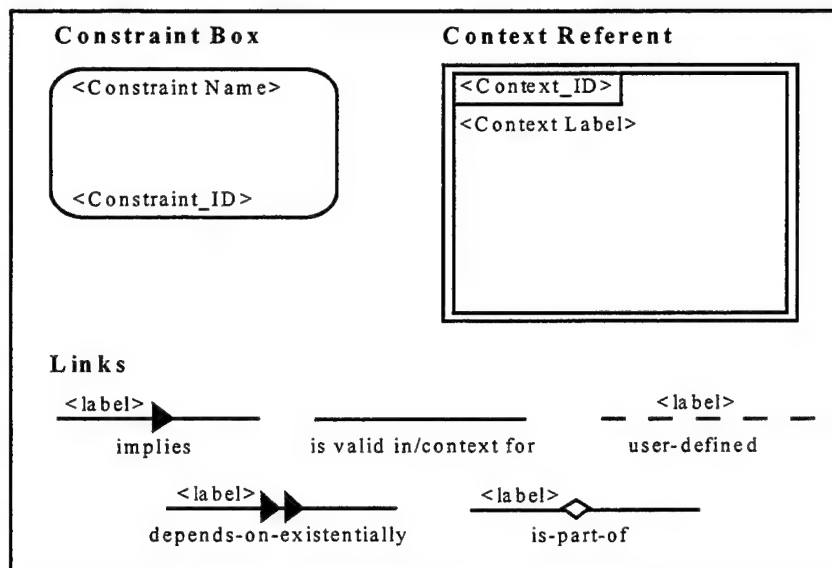 Constraint Box
Context Referent
<Constraint Name>
<Constraint_ID>
<Context_ID>
<Context Label>
Links
<label>
implies
is valid in/context for
<label>
user-defined
<label>
depends-on-existentially
<label>
is-part-of